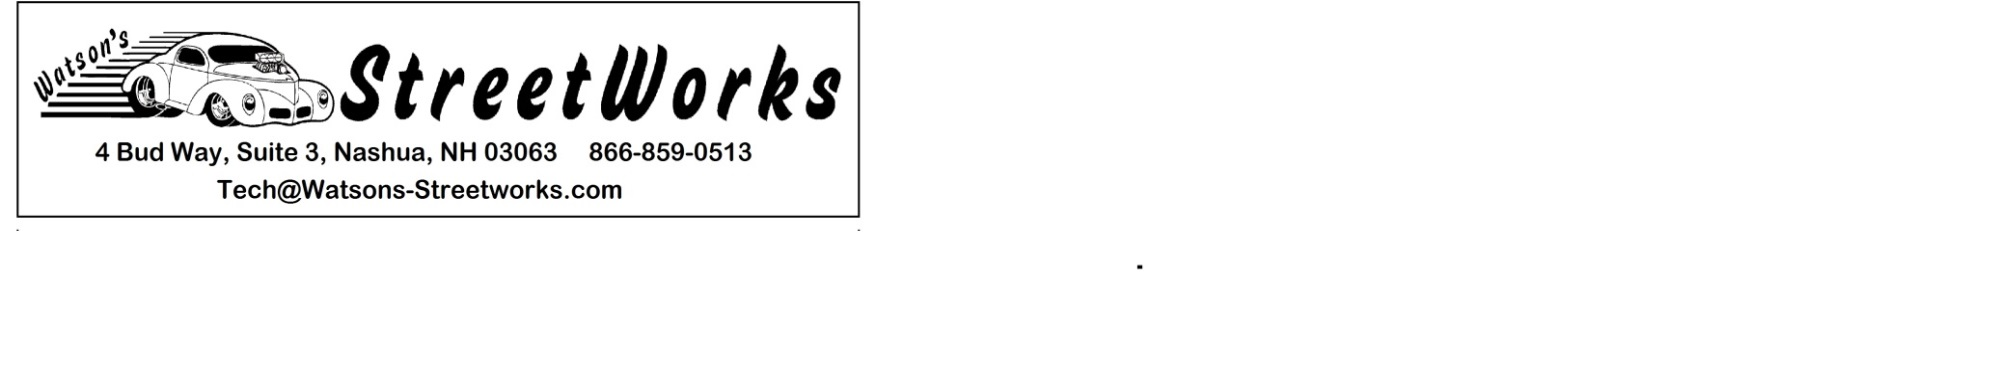 Watson's
StreetWorks
4 Bud Way, Suite 3, Nashua, NH 03063 866-859-0513
Tech@Watsons-Streetworks.com